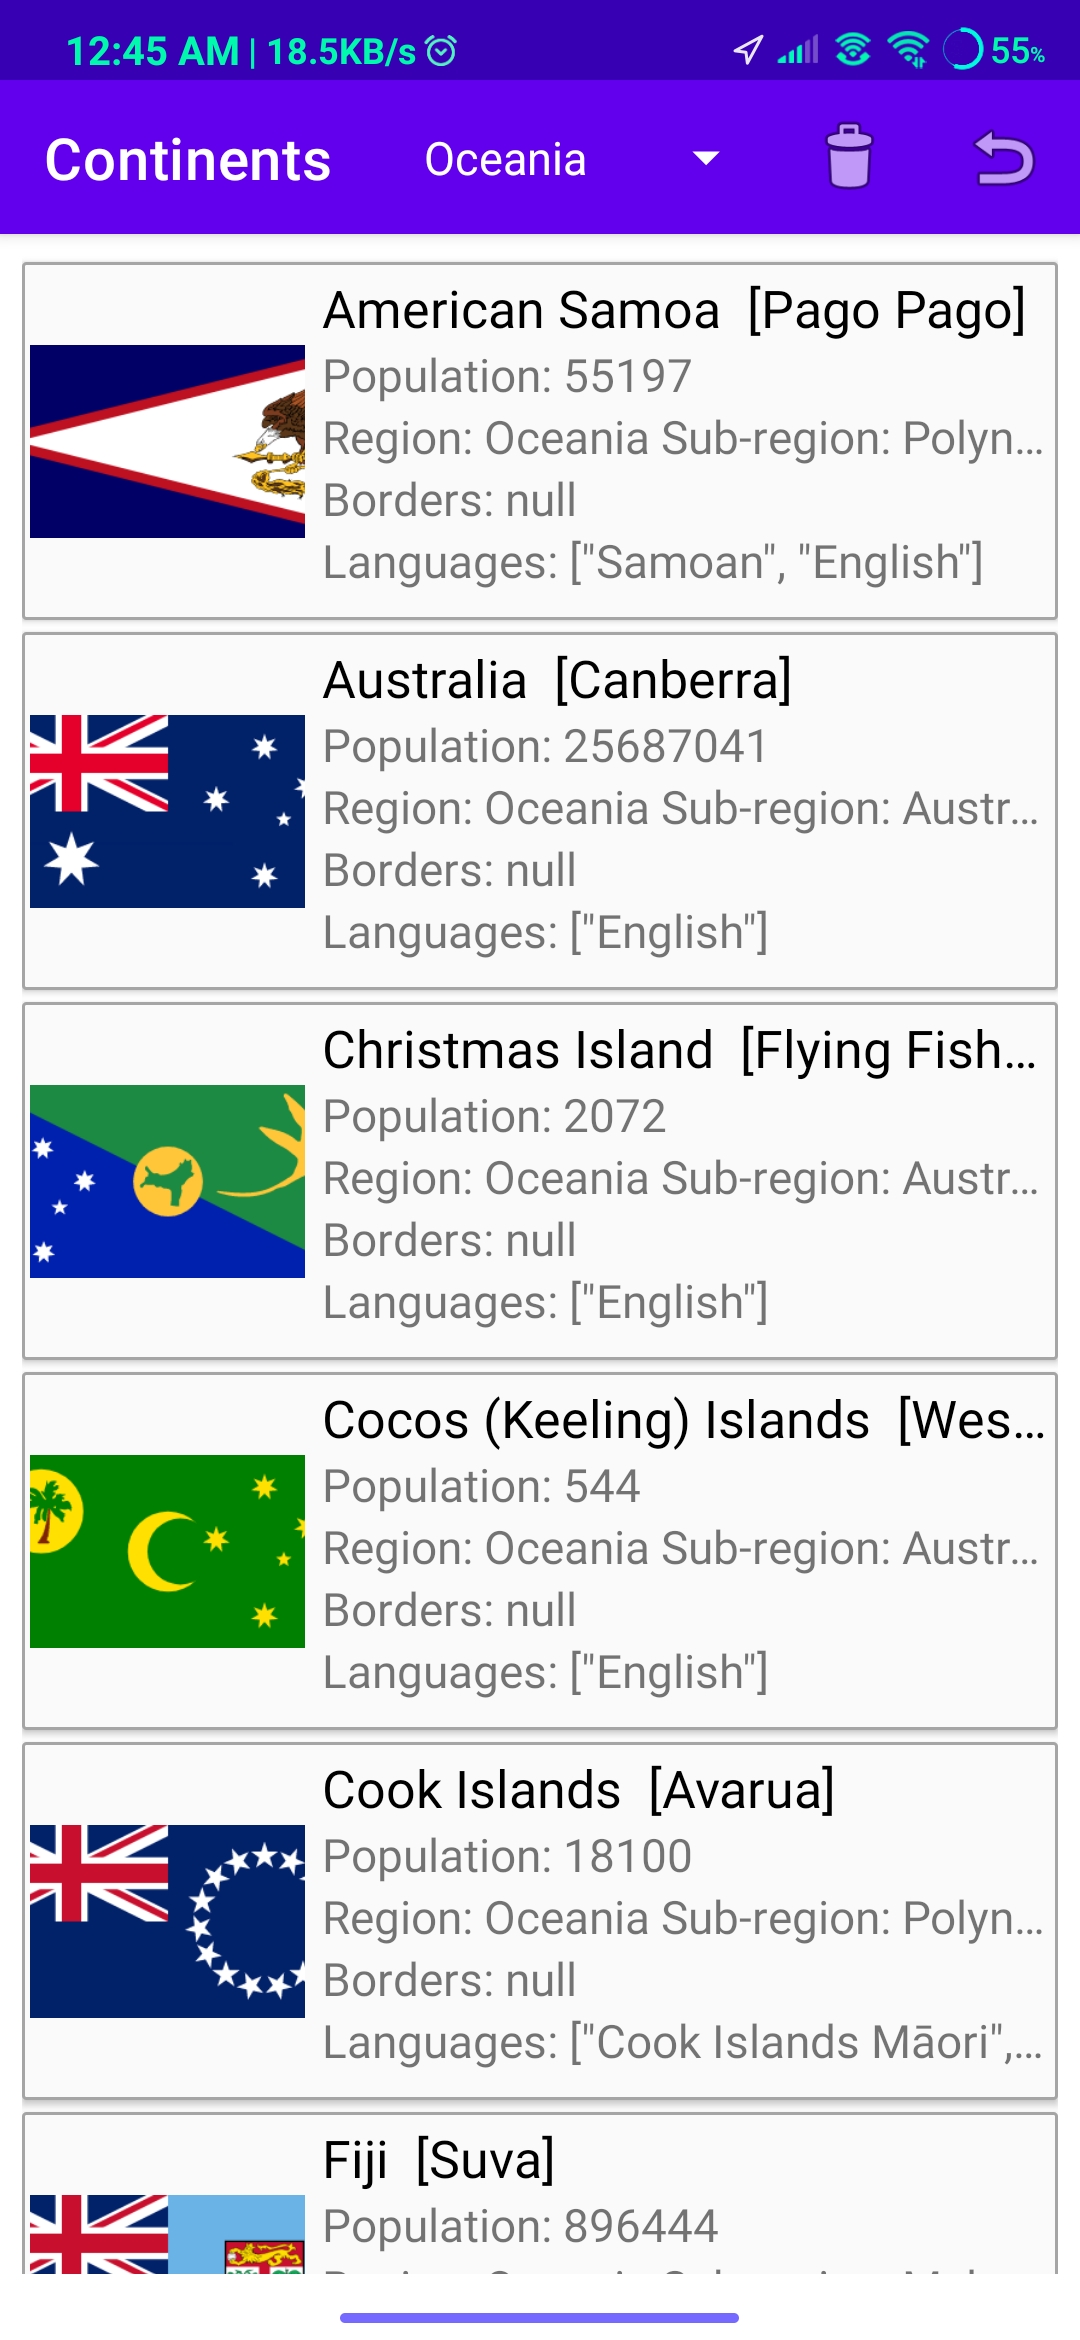 12:45 AM | 18.5KB/s 55%
Continents Oceania
American Samoa [Pago Pago]
Population: 55197
Region: Oceania Sub-region: Polyn...
Borders: null
Languages: ["Samoan", "English"]
Australia [Canberra]
Population: 25687041
Region: Oceania Sub-region: Austr...
Borders: null
Languages: ["English"]
Christmas Island [Flying Fish...
Population: 2072
Region: Oceania Sub-region: Austr...
Borders: null
Languages: ["English"]
Cocos (Keeling) Islands [Wes...
Population: 544
Region: Oceania Sub-region: Austr...
Borders: null
Languages: ["English"]
Cook Islands [Avarua]
Population: 18100
Region: Oceania Sub-region: Polyn...
Borders: null
Languages: ["Cook Islands Māori",...
Fiji [Suva]
Population: 896444